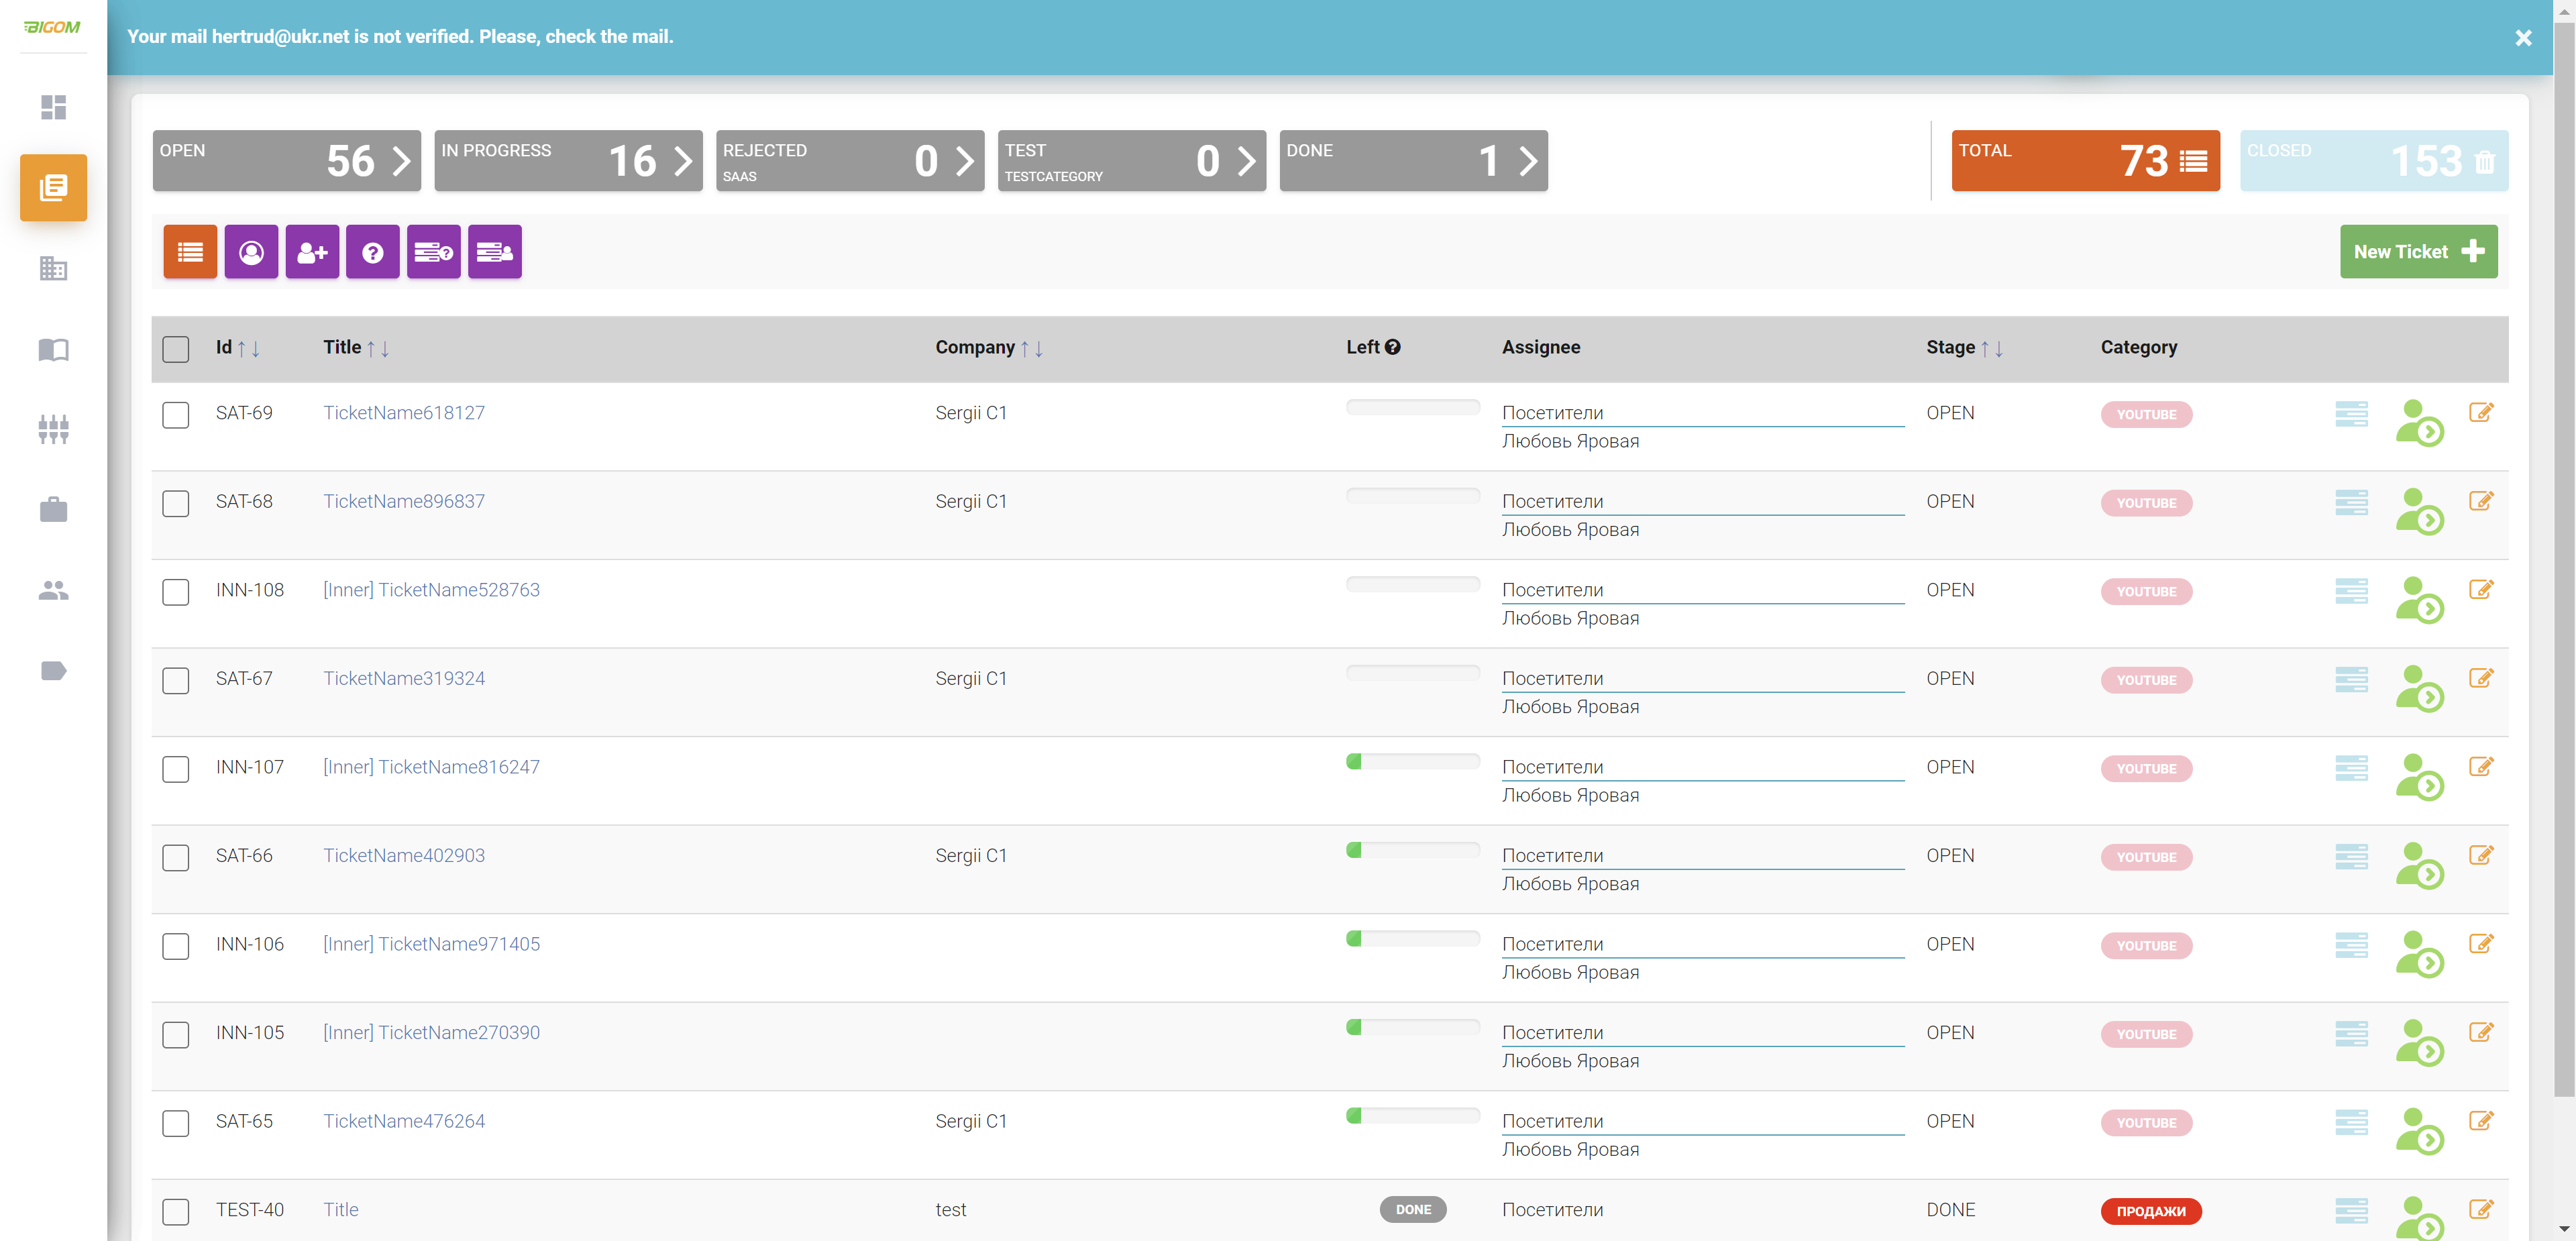 BIGOM
Your mail hertrud@ukr.net is not verified. Please, check the mail.
OPEN 56
IN PROGRESS 16
REJECTED 0
SAAS
TEST 0
TESTCATEGORY
DONE 1
TOTAL 73
CLOSED 153
New Ticket
Id Title Company Left Assignee Stage Category
SAT-69 TicketName618127 Sergii C1 Посетители OPEN YOUTUBE
Любовь Яровая
SAT-68 TicketName896837 Sergii C1 Посетители OPEN YOUTUBE
Любовь Яровая
INN-108 [Inner] TicketName528763 Посетители OPEN YOUTUBE
Любовь Яровая
SAT-67 TicketName319324 Sergii C1 Посетители OPEN YOUTUBE
Любовь Яровая
INN-107 [Inner] TicketName816247 Посетители OPEN YOUTUBE
Любовь Яровая
SAT-66 TicketName402903 Sergii C1 Посетители OPEN YOUTUBE
Любовь Яровая
INN-106 [Inner] TicketName971405 Посетители OPEN YOUTUBE
Любовь Яровая
INN-105 [Inner] TicketName270390 Посетители OPEN YOUTUBE
Любовь Яровая
SAT-65 TicketName476264 Sergii C1 Посетители OPEN YOUTUBE
Любовь Яровая
TEST-40 Title test DONE Посетители DONE ПРОДАЖИ